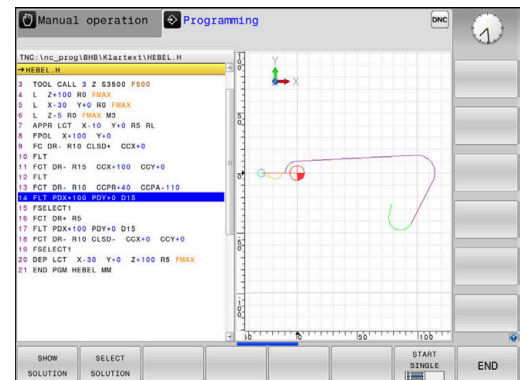 Manual operation
Programming
DNC
TNC:\nc_prog\BHB\Klartext\HEBEL.H
→HEBEL.H
3 TOOL CALL 3 Z S3500 F500
4 L Z+100 R0 FMAX
5 L X-30 Y+0 R0 FMAX
6 L Z-5 R0 FMAX M3
7 APPR LCT X-10 Y+0 R5 RL
8 FPOL X+100 Y+0
9 FC DR- R10 CLSD+ CCX+0
10 FLT
11 FCT DR- R15 CCX+100 CCY+0
12 FLT
13 FCT DR- R10 CCPR+40 CCPA-110
14 FLT PDX+100 PDY+0 D15
15 FSELECT1
16 FCT DR+ R5
17 FLT PDX+100 PDY+0 D15
18 FCT DR- R10 CLSD- CCX+0 CCY+0
19 FSELECT1
20 DEP LCT X-30 Y+0 Z+100 R5 FMAX
21 END PGM HEBEL MM
Y
X
0
50
100
SHOW SOLUTION
SELECT SOLUTION
START SINGLE
END